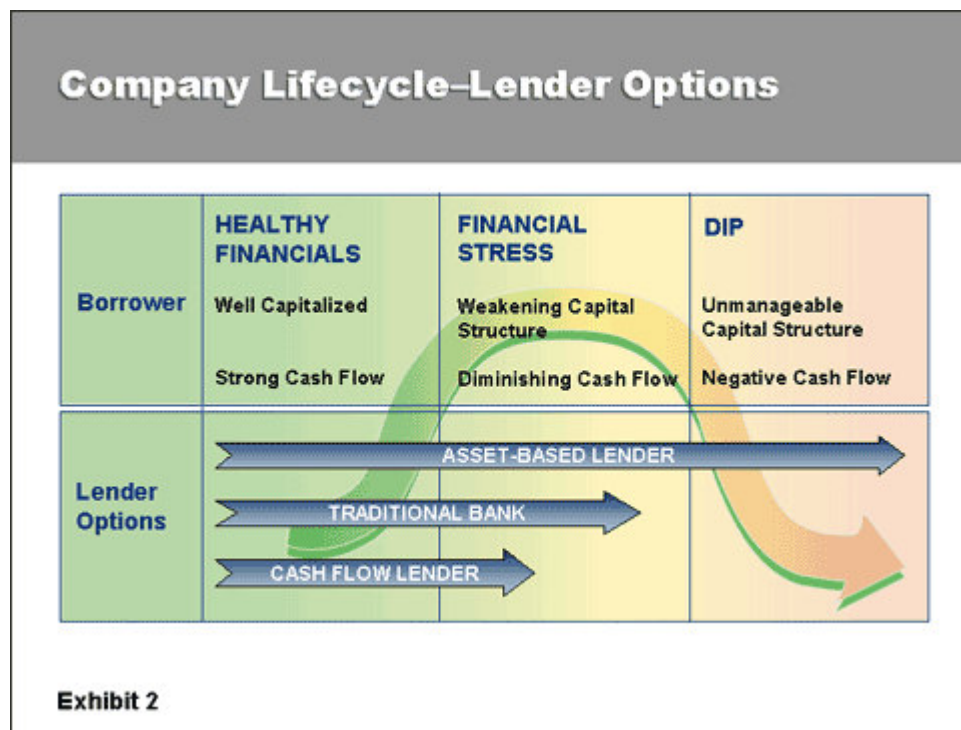 Company Lifecycle–Lender Options
HEALTHY
FINANCIALS
FINANCIAL
STRESS
DIP
Borrower
Well Capitalized
Weakening Capital
Structure
Unmanageable
Capital Structure
Strong Cash Flow
Diminishing Cash Flow
Negative Cash Flow
Lender
Options
ASSET-BASED LENDER
TRADITIONAL BANK
CASH FLOW LENDER
Exhibit 2